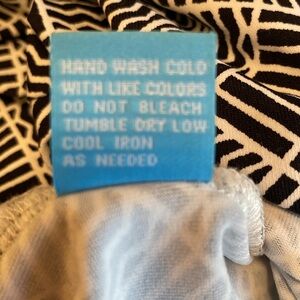 HAND WASH COLD
WITH LIKE COLORS
DO NOT BLEACH
TUMBLE DRY LOW
COOL IRON
AS NEEDED